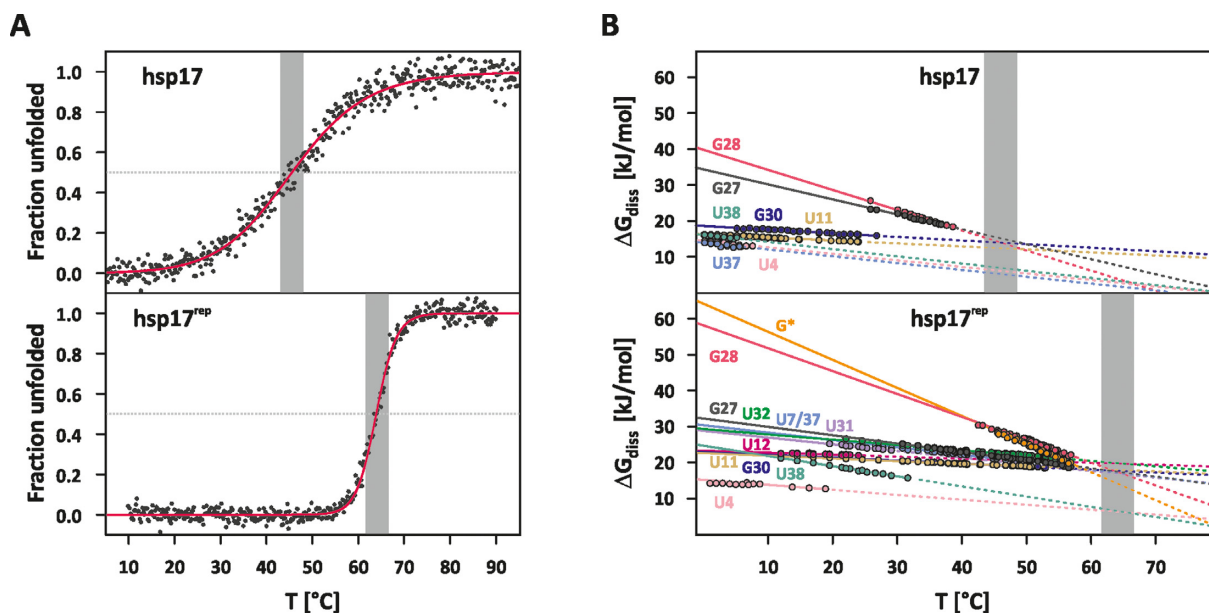 A
hsp17
Fraction unfolded
1.0
0.8
0.6
0.4
0.2
0.0
hsp17rep
Fraction unfolded
1.0
0.8
0.6
0.4
0.2
0.0
10 20 30 40 50 60 70 80 90
T [°C]
B
hsp17
ΔGdiss [kJ/mol]
60
50
40
30
20
10
G28
G27
U38 G30 U11
U37 U4
hsp17rep
ΔGdiss [kJ/mol]
60
50
40
30
20
10
G*
G28
G27 U32 U7/37 U31
U12
U11 G30 U38
U4
10 20 30 40 50 60 70
T [°C]